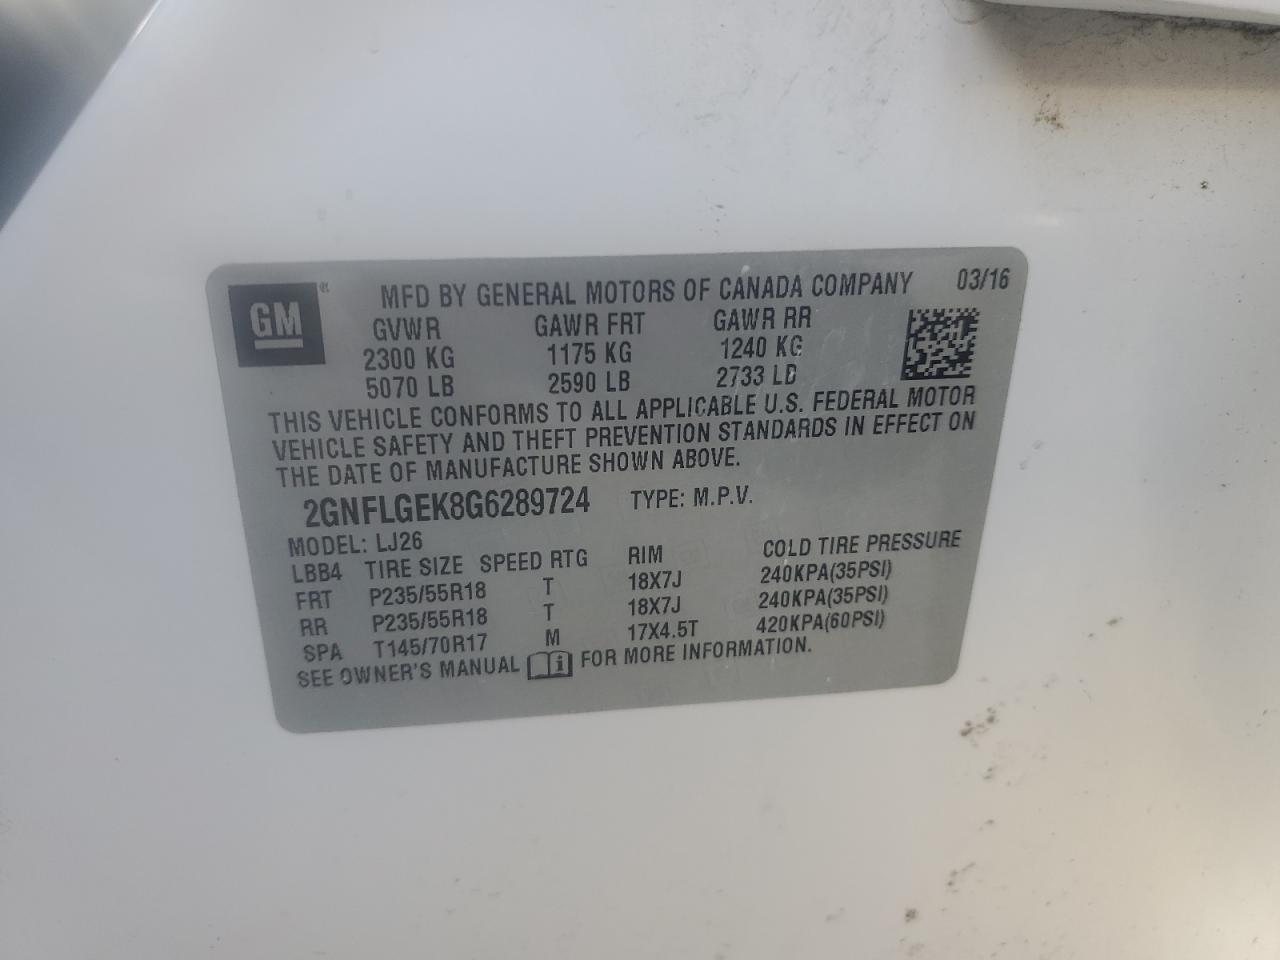 GM® MFD BY GENERAL MOTORS OF CANADA COMPANY 03/16
GVWR GAWR FRT GAWR RR
2300 KG 1175 KG 1240 KG
5070 LB 2590 LB 2733 LB
THIS VEHICLE CONFORMS TO ALL APPLICABLE U.S. FEDERAL MOTOR
VEHICLE SAFETY AND THEFT PREVENTION STANDARDS IN EFFECT ON
THE DATE OF MANUFACTURE SHOWN ABOVE.
2GNFLGEK8G6289724 TYPE: M.P.V.
MODEL: LJ26
LBB4 TIRE SIZE SPEED RTG RIM COLD TIRE PRESSURE
FRT P235/55R18 T 18X7J 240KPA(35PSI)
RR P235/55R18 T 18X7J 240KPA(35PSI)
SPA T145/70R17 M 17X4.5T 420KPA(60PSI)
SEE OWNER'S MANUAL i FOR MORE INFORMATION.